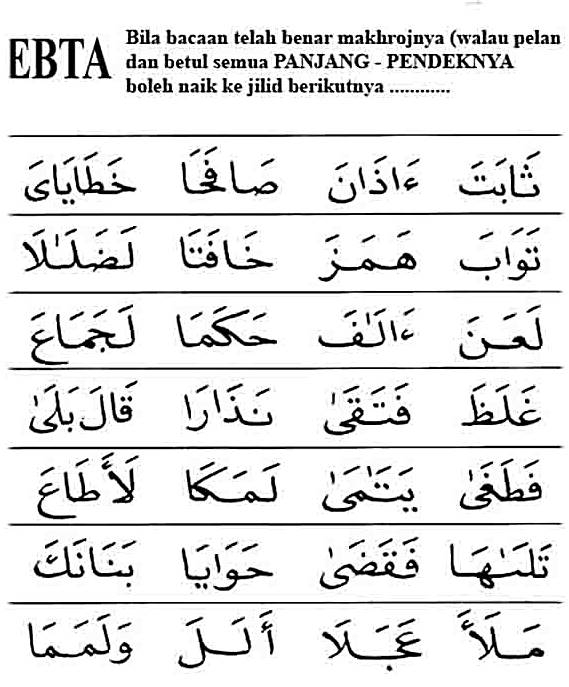 EBTA
Bila bacaan telah benar makhrojnya (walau pelan
dan betul semua PANJANG - PENDEKNYA
boleh naik ke jilid berikutnya ............
ثَابَتَ ءَاذَانَ صَافَحَا خَطَايَاىَ
تَوَابَ هَمَزَ خَافَتَا لَضَلَٰلَا
لَعَنَ ءَالَٰفَ حَكَمَا لَجَمَاعَ
غَلَظَ فَتَقَىٰ نَذَارَا قَالَ بَلَىٰ
فَطَغَىٰ يَتَٰمَىٰ لَمَكَا لَأَطَاعَ
تَلَىٰهَا فَقَضَىٰ حَوَايَا بَنَانَكَ
مَلَأَ عَجَلَا أَلَلَ وَلَمَمَا